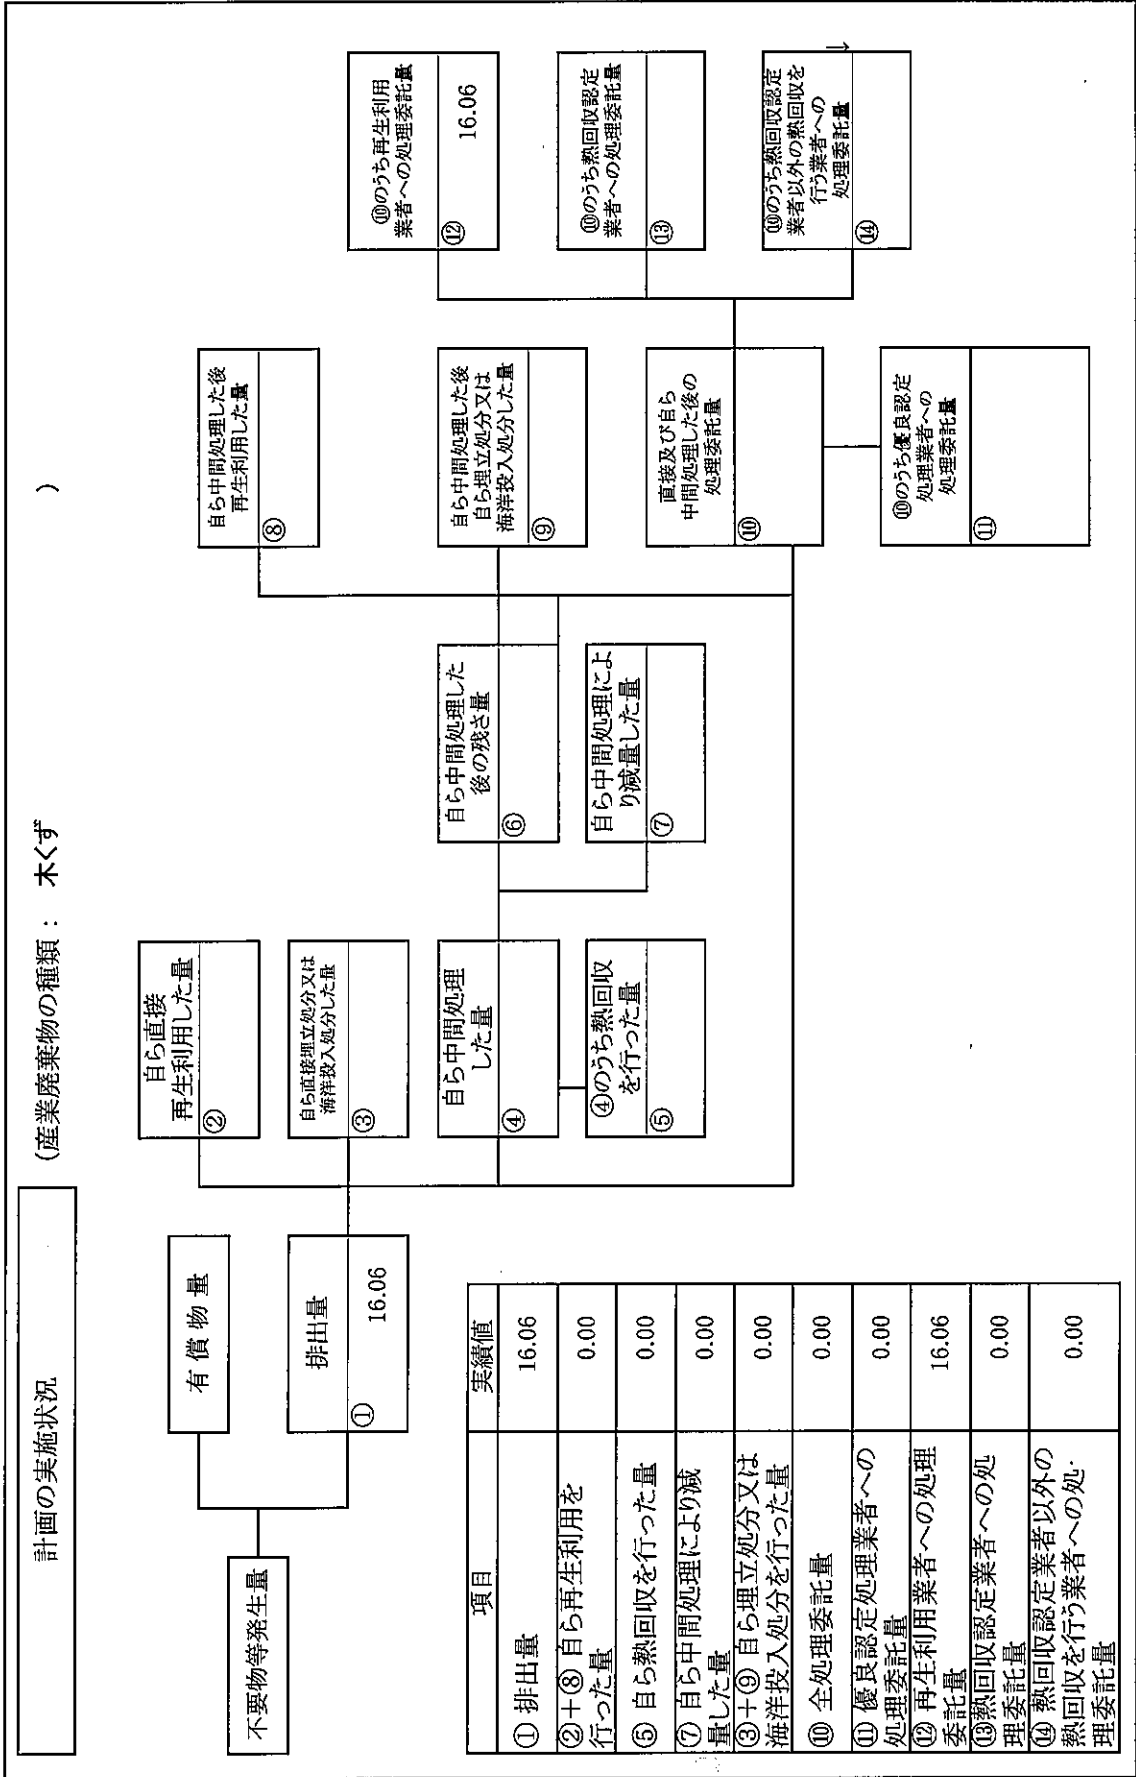 計画の実施状況
(産業廃棄物の種類： 木くず )
不要物等発生量
有償物量
排出量
① 16.06
自ら直接
再生利用した量
②
自ら直接埋立処分又は
海洋投入処分した量
③
自ら中間処理
した量
④
④のうち熱回収
を行った量
⑤
自ら中間処理した
後の残さ量
⑥
自ら中間処理によ
り減量した量
⑦
自ら中間処理した後
再生利用した量
⑧
自ら中間処理した後
自ら埋立処分又は
海洋投入処分した量
⑨
直接及び自ら
中間処理した後の
処理委託量
⑩
⑩のうち優良認定
処理業者への
処理委託量
⑪
⑩のうち再生利用
業者への処理委託量
⑫ 16.06
⑩のうち熱回収認定
業者への処理委託量
⑬
⑩のうち熱回収認定
業者以外の熱回収を
行う業者への
処理委託量
⑭
項目 実績値
① 排出量 16.06
②＋⑧ 自ら再生利用を
行った量 0.00
⑤ 自ら熱回収を行った量 0.00
⑦ 自ら中間処理により減
量した量 0.00
③＋⑨ 自ら埋立処分又は
海洋投入処分を行った量 0.00
⑩ 全処理委託量 0.00
⑪ 優良認定処理業者への
処理委託量 0.00
⑫ 再生利用業者への処理
委託量 16.06
⑬熱回収認定業者への処
理委託量 0.00
⑭ 熱回収認定業者以外の
熱回収を行う業者への処
理委託量 0.00